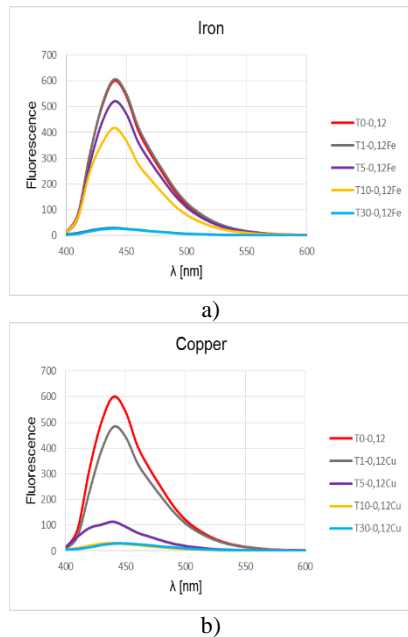 Iron
700
600
500
400
300
200
100
0
Fluorescence
400 450 500 550 600
λ [nm]
T0-0,12
T1-0,12Fe
T5-0,12Fe
T10-0,12Fe
T30-0,12Fe
a)
Copper
700
600
500
400
300
200
100
0
Fluorescence
400 450 500 550 600
λ [nm]
T0-0,12
T1-0,12Cu
T5-0,12Cu
T10-0,12Cu
T30-0,12Cu
b)